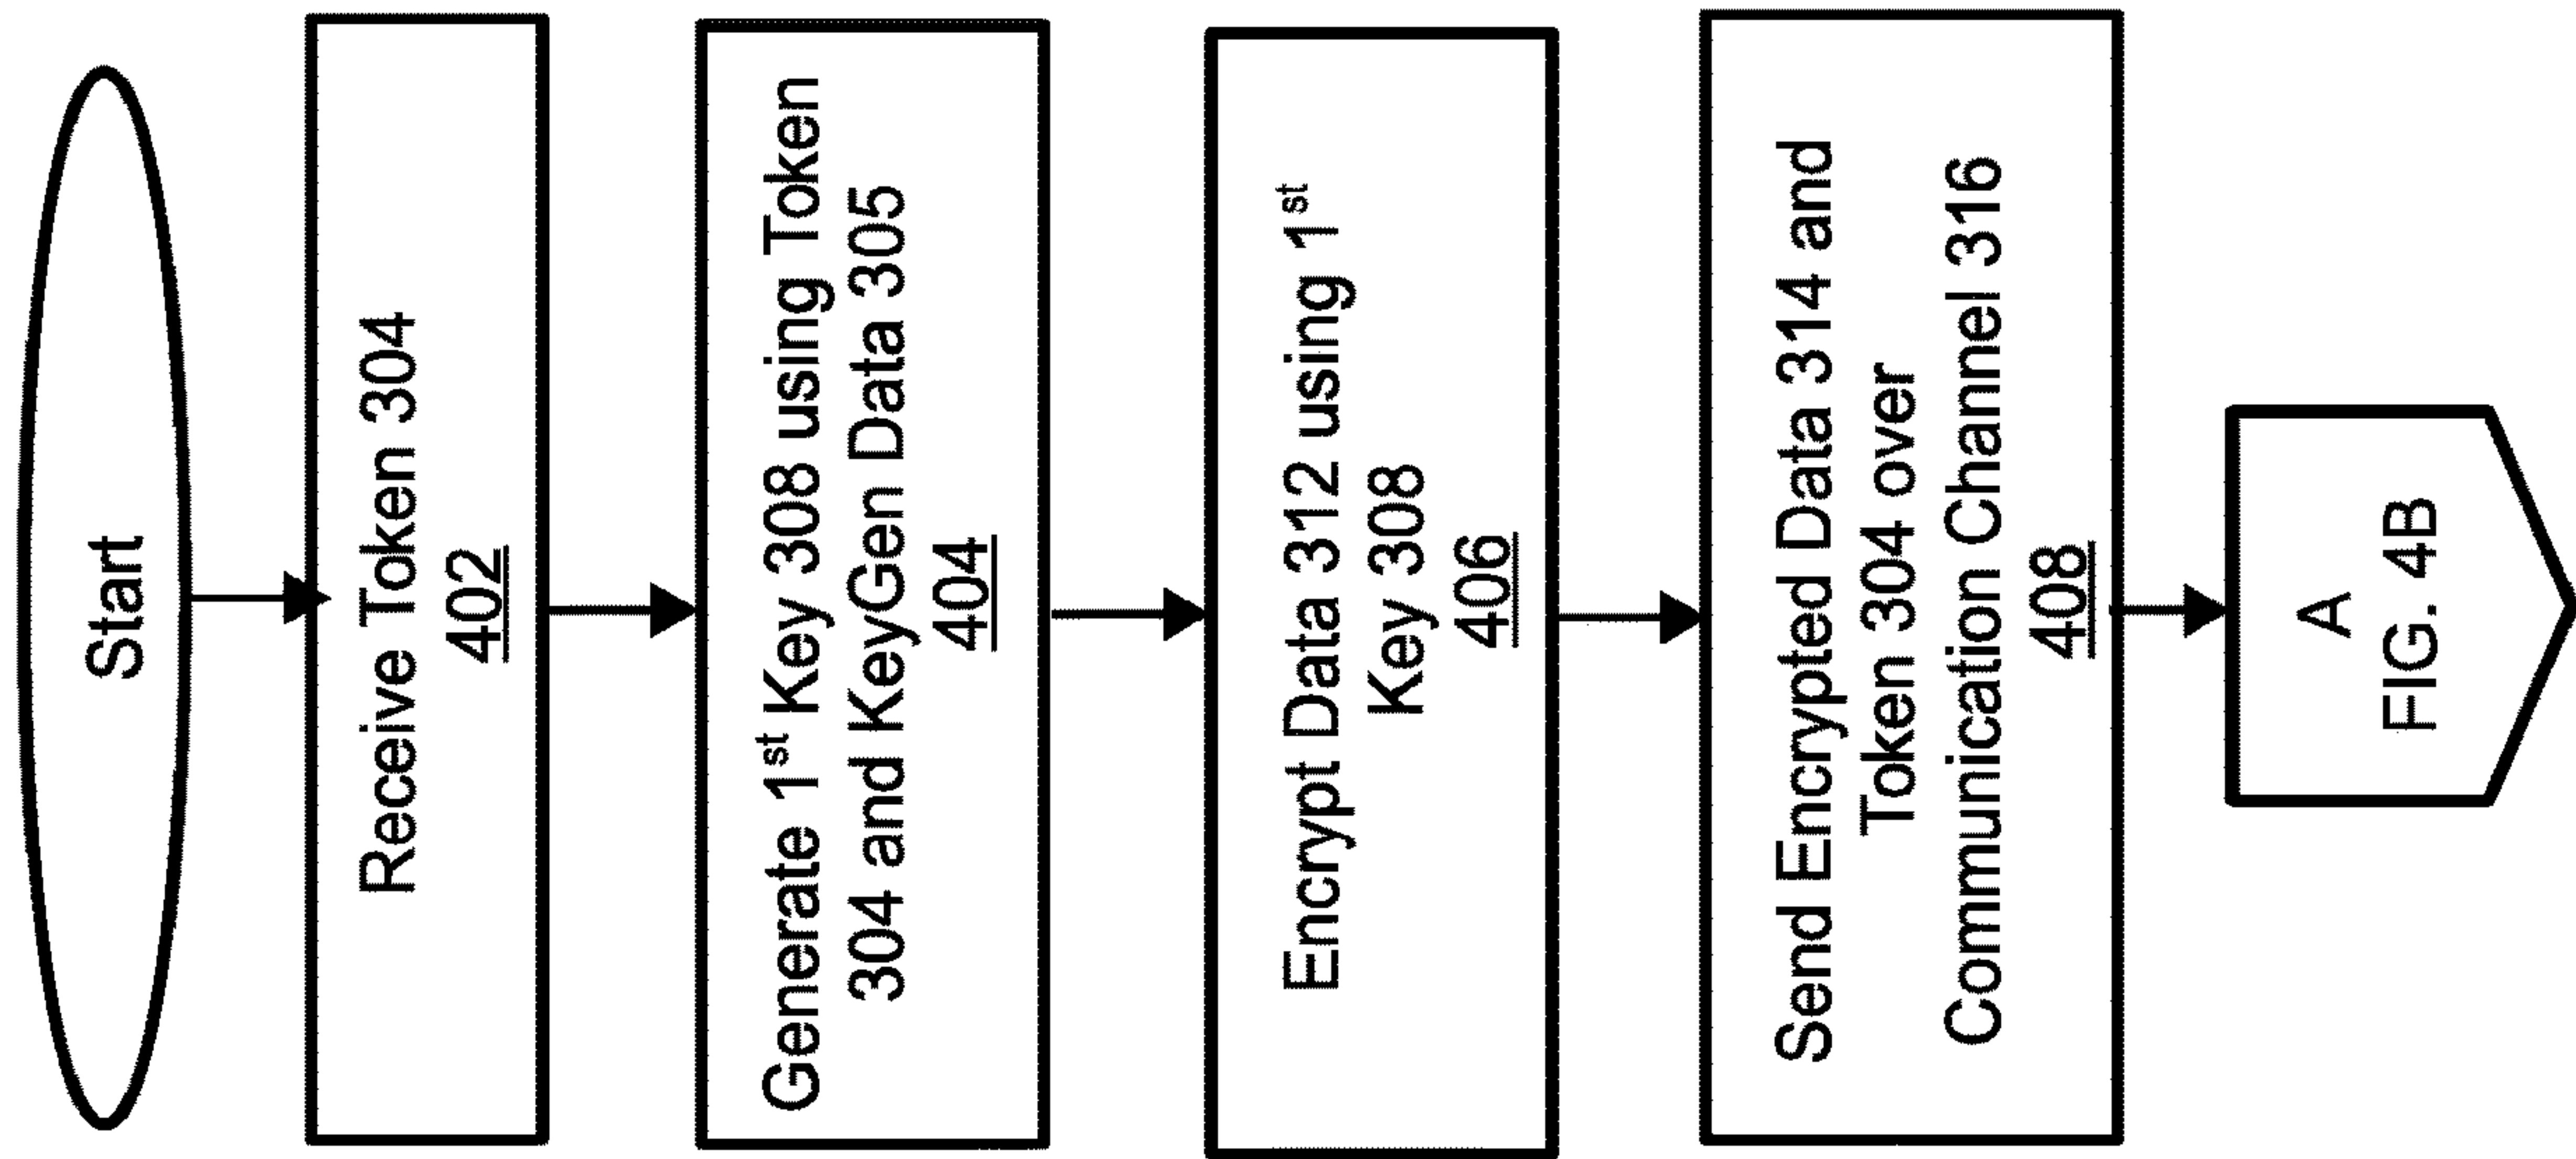 Start
Receive Token 304
402
Generate 1st Key 308 using Token
304 and KeyGen Data 305
404
Encrypt Data 312 using 1st
Key 308
406
Send Encrypted Data 314 and
Token 304 over
Communication Channel 316
408
A
FIG. 4B